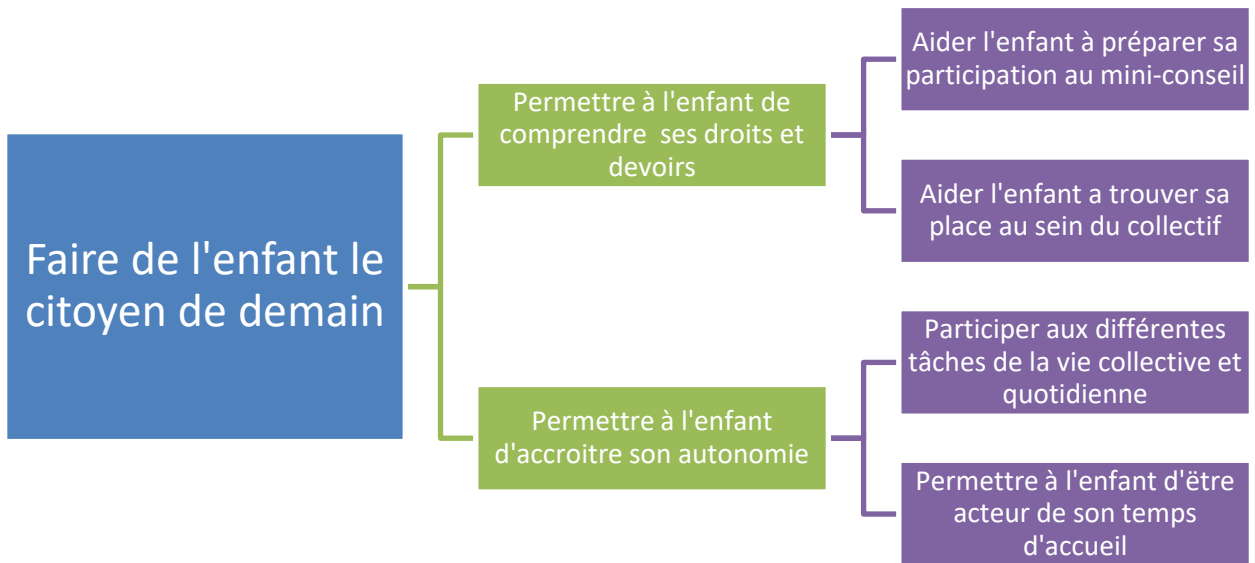 Faire de l'enfant le
citoyen de demain
Permettre à l'enfant de
comprendre ses droits et
devoirs
Aider l'enfant à préparer sa
participation au mini-conseil
Aider l'enfant a trouver sa
place au sein du collectif
Permettre à l'enfant
d'accroitre son autonomie
Participer aux différentes
tâches de la vie collective et
quotidienne
Permettre à l'enfant d'ëtre
acteur de son temps
d'accueil